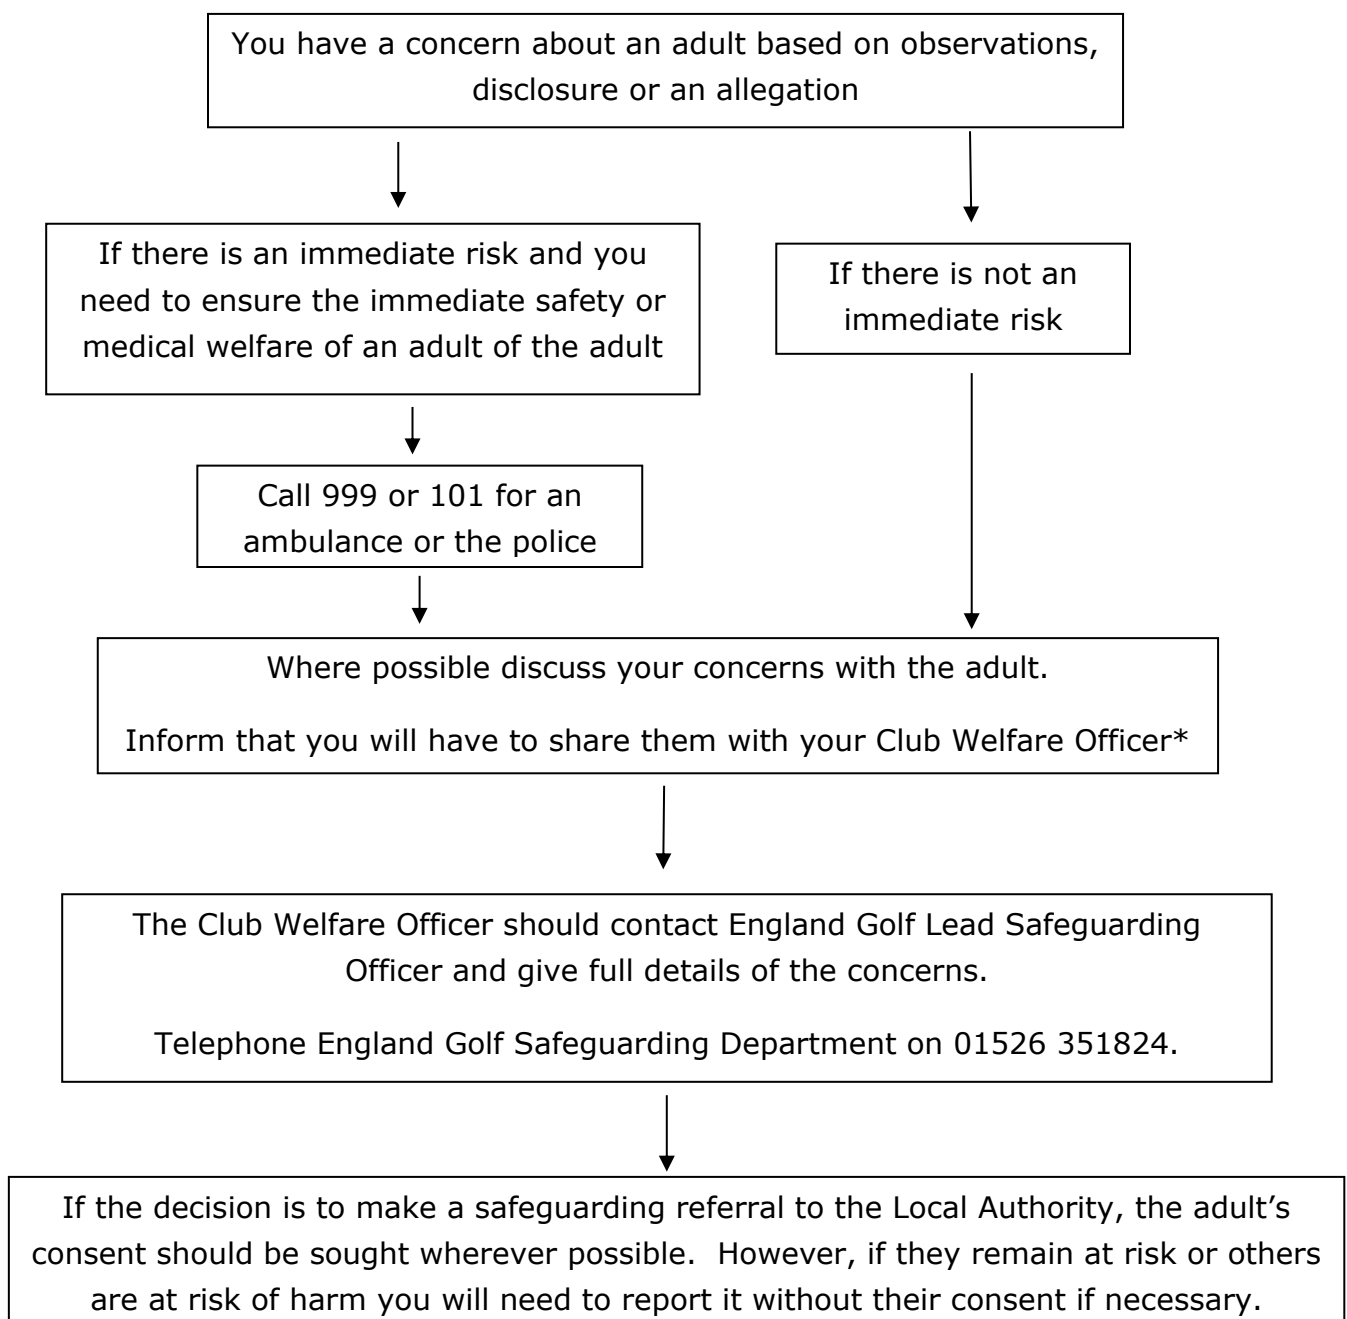 You have a concern about an adult based on observations,
disclosure or an allegation
If there is an immediate risk and you
need to ensure the immediate safety or
medical welfare of an adult of the adult
If there is not an
immediate risk
Call 999 or 101 for an
ambulance or the police
Where possible discuss your concerns with the adult.
Inform that you will have to share them with your Club Welfare Officer*
The Club Welfare Officer should contact England Golf Lead Safeguarding
Officer and give full details of the concerns.
Telephone England Golf Safeguarding Department on 01526 351824.
If the decision is to make a safeguarding referral to the Local Authority, the adult’s
consent should be sought wherever possible.  However, if they remain at risk or others
are at risk of harm you will need to report it without their consent if necessary.